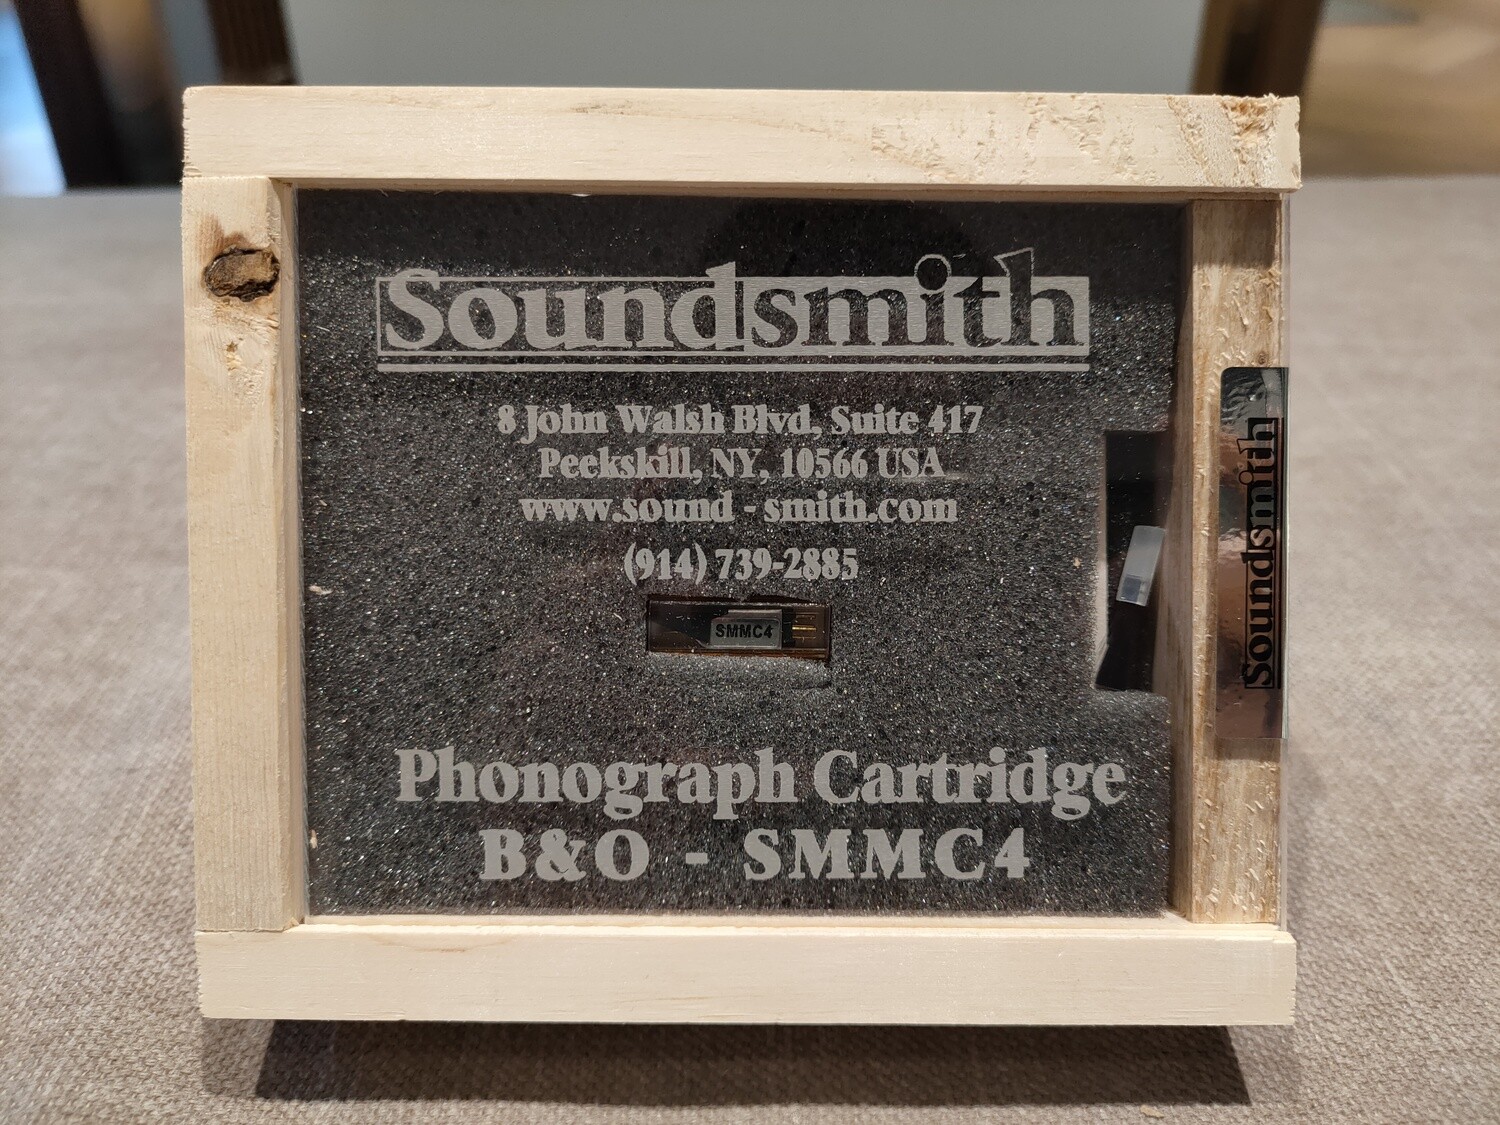 Soundsmith
8 John Walsh Blvd, Suite 417
Peekskill, NY, 10566 USA
www.sound - smith.com
(914) 739-2885
SMMC4
Soundsmith
Phonograph Cartridge
B&O - SMMC4